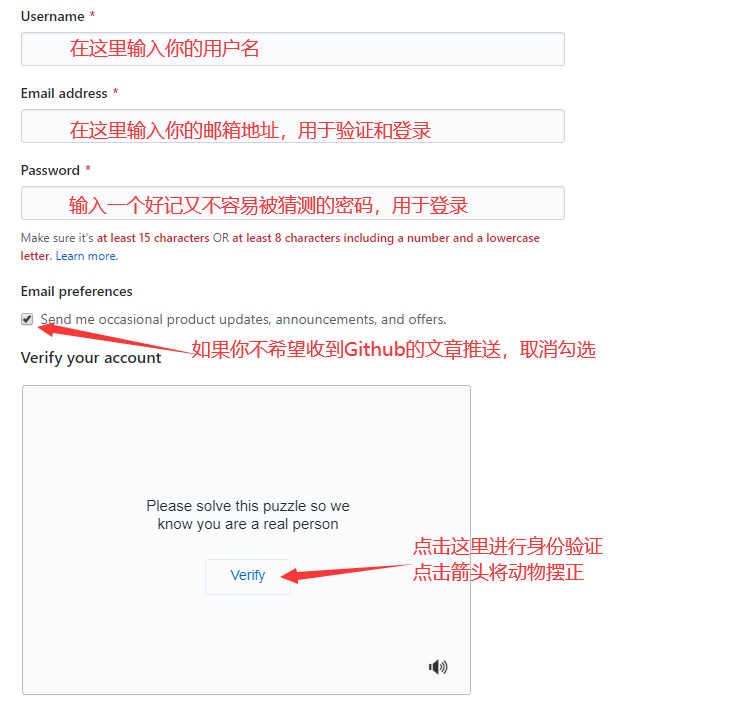 Username *
在这里输入你的用户名
Email address *
在这里输入你的邮箱地址，用于验证和登录
Password *
输入一个好记又不容易被猜测的密码，用于登录
Make sure it's at least 15 characters OR at least 8 characters including a number and a lowercase
letter. Learn more.
Email preferences
Send me occasional product updates, announcements, and offers.
如果你不希望收到Github的文章推送，取消勾选
Verify your account
Please solve this puzzle so we
know you are a real person
点击这里进行身份验证
点击箭头将动物摆正
Verify